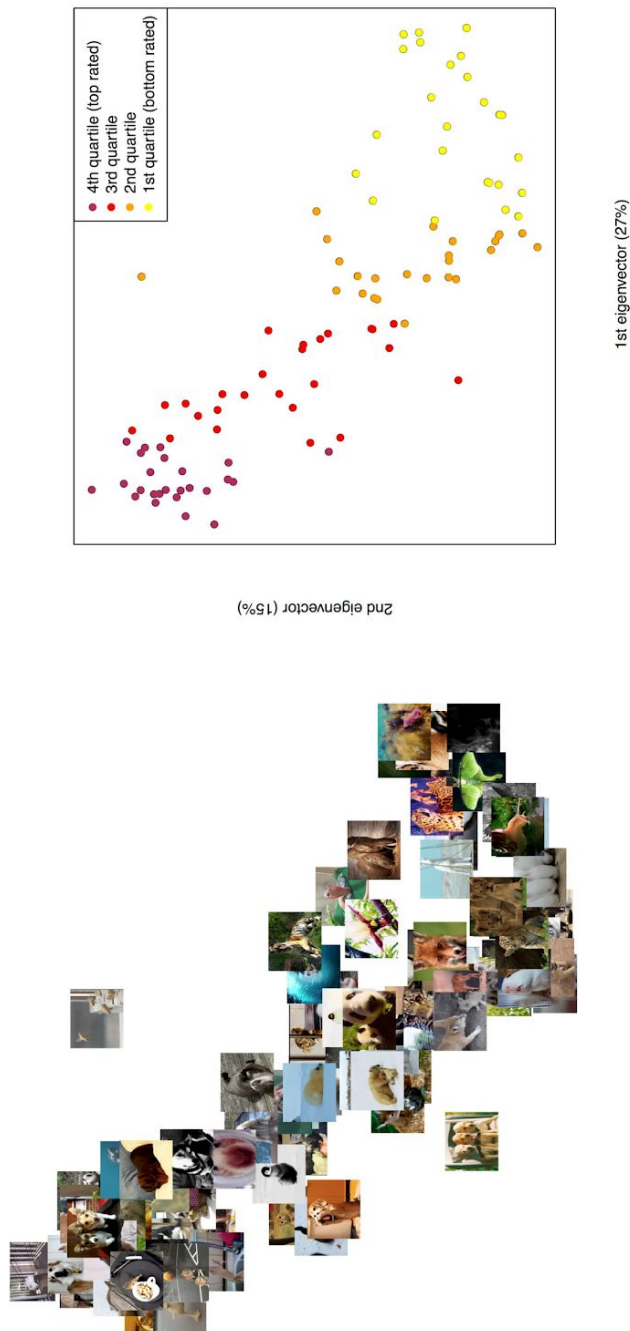 4th quartile (top rated)
3rd quartile
2nd quartile
1st quartile (bottom rated)
2nd eigenvector (15%)
1st eigenvector (27%)